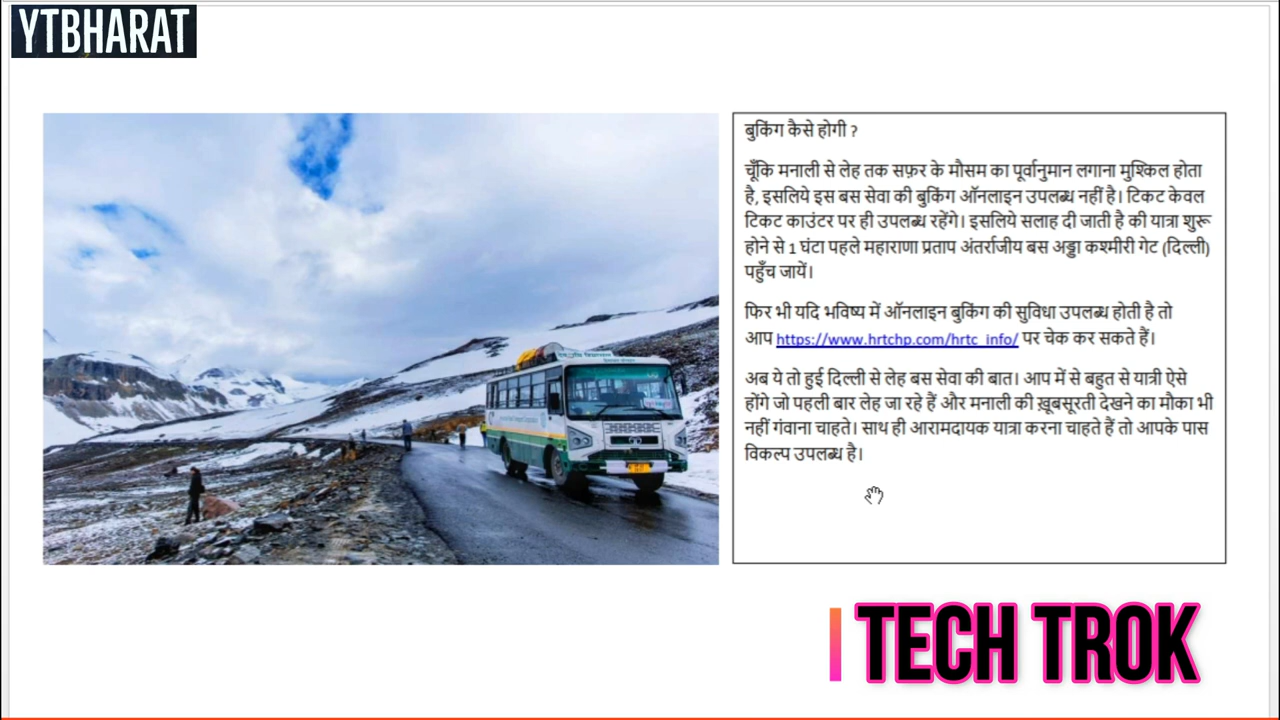 YTBHARAT
बुकिंग कैसे होगी ?
चूँकि मनाली से लेह तक सफ़र के मौसम का पूर्वानुमान लगाना मुश्किल होता
है, इसलिये इस बस सेवा की बुकिंग ऑनलाइन उपलब्ध नहीं है। टिकट केवल
टिकट काउंटर पर ही उपलब्ध रहेंगे। इसलिये सलाह दी जाती है की यात्रा शुरू
होने से 1 घंटा पहले महाराणा प्रताप अंतर्राजीय बस अड्डा कश्मीरी गेट (दिल्ली)
पहुँच जायें।
फिर भी यदि भविष्य में ऑनलाइन बुकिंग की सुविधा उपलब्ध होती है तो
आप https://www.hrtchp.com/hrtc_info/ पर चेक कर सकते हैं।
अब ये तो हुई दिल्ली से लेह बस सेवा की बात। आप में से बहुत से यात्री ऐसे
होंगे जो पहली बार लेह जा रहे हैं और मनाली की ख़ूबसूरती देखने का मौका भी
नहीं गंवाना चाहते। साथ ही आरामदायक यात्रा करना चाहते हैं तो आपके पास
विकल्प उपलब्ध है।
TECH TROK